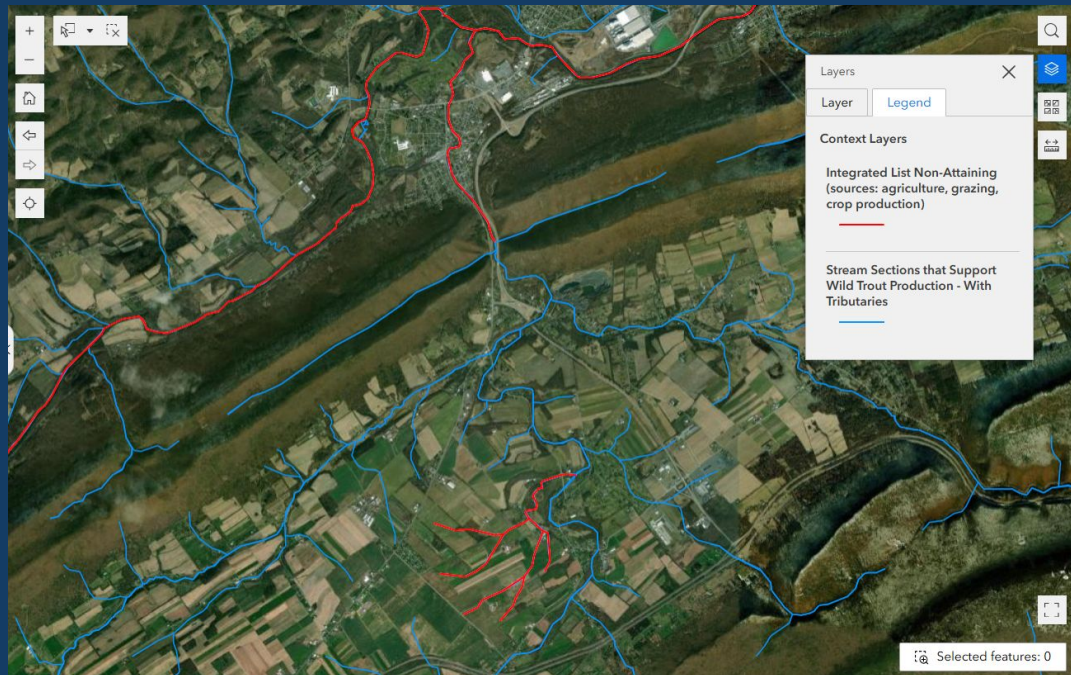 Layers
Layer
Legend
Context Layers
Integrated List Non-Attaining
(sources: agriculture, grazing,
crop production)
Stream Sections that Support
Wild Trout Production - With
Tributaries
Selected features: 0